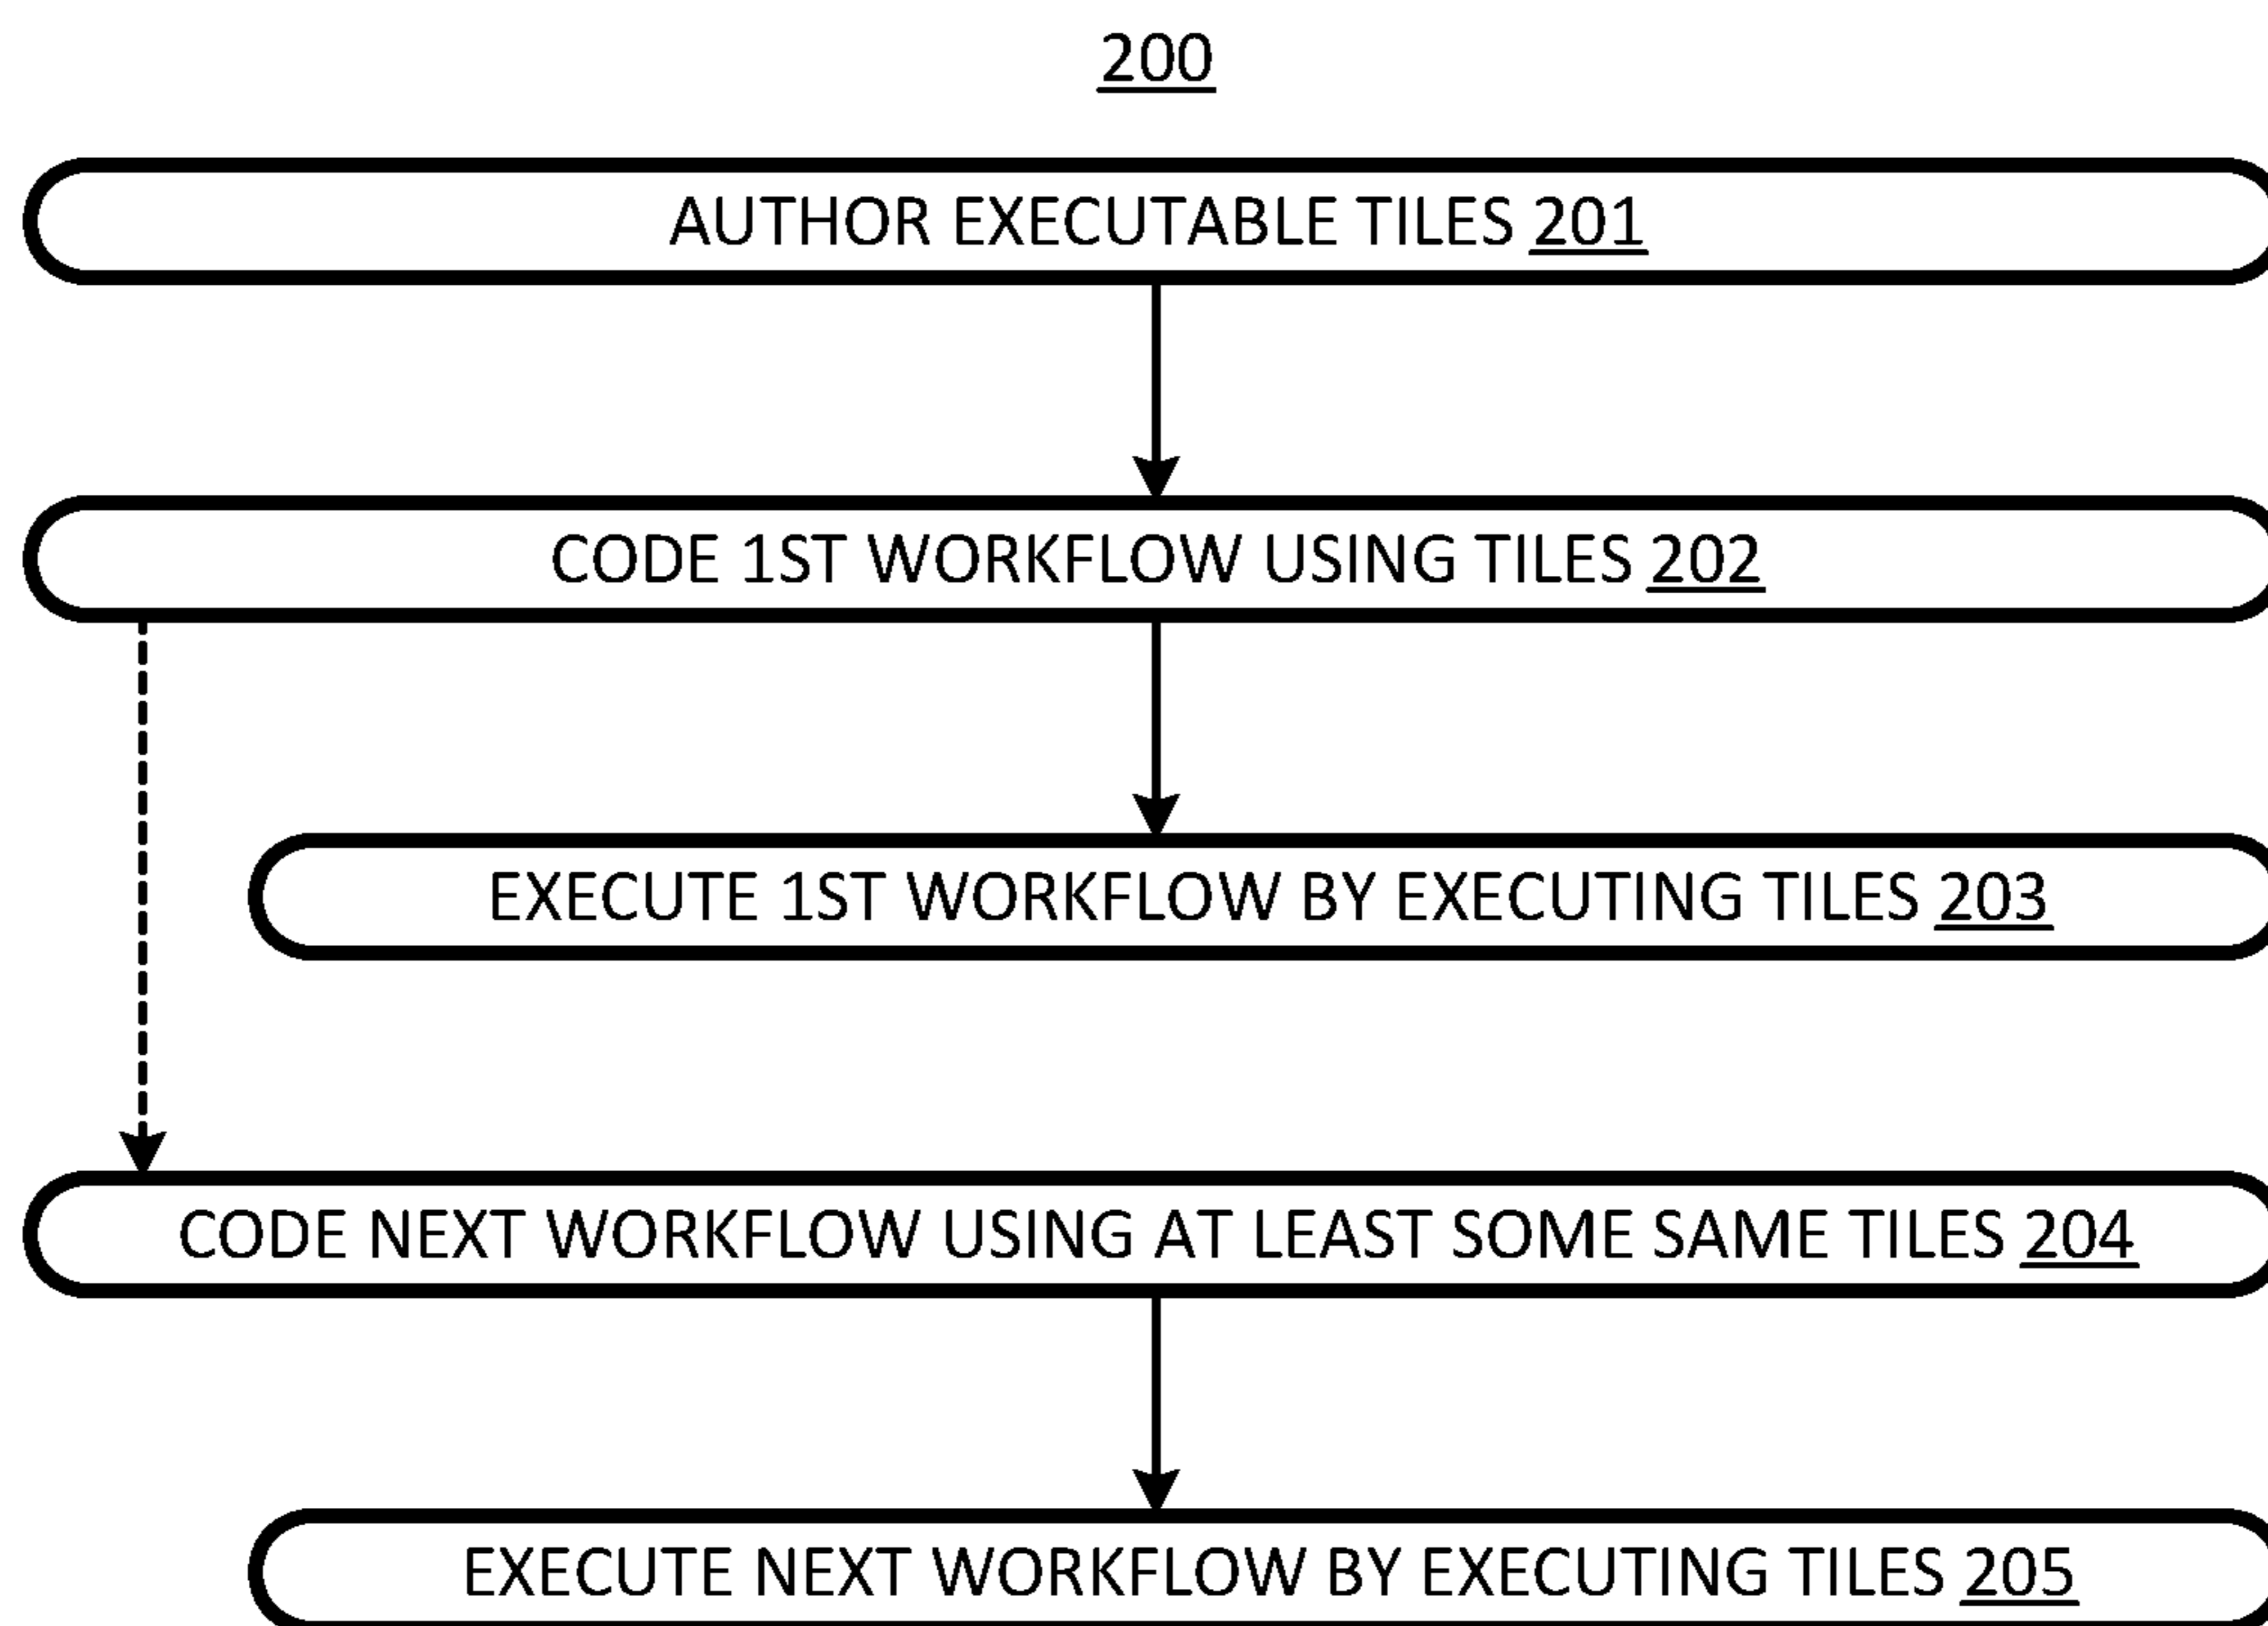 200
AUTHOR EXECUTABLE TILES 201
CODE 1ST WORKFLOW USING TILES 202
EXECUTE 1ST WORKFLOW BY EXECUTING TILES 203
CODE NEXT WORKFLOW USING AT LEAST SOME SAME TILES 204
EXECUTE NEXT WORKFLOW BY EXECUTING TILES 205